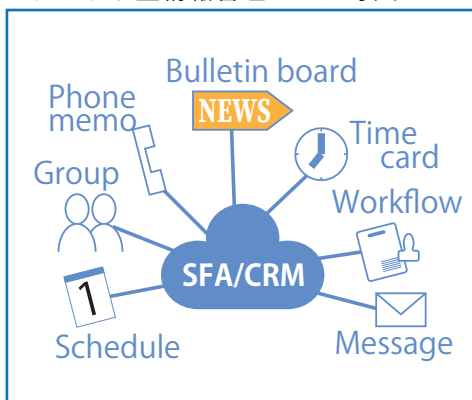 Bulletin board
NEWS
Phone
memo
Time
card
Group
Workflow
SFA/CRM
1
Schedule
Message